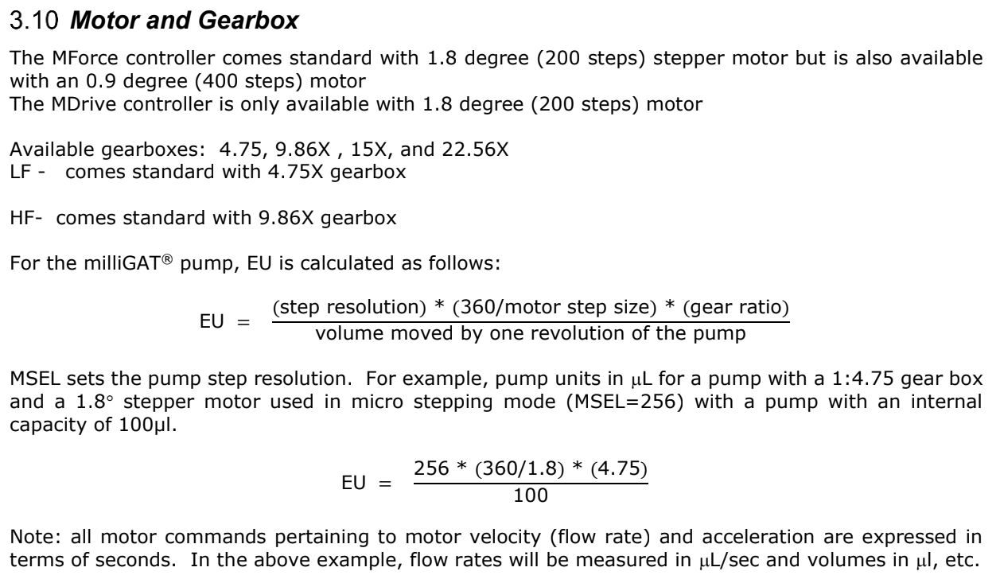 3.10 Motor and Gearbox
The MForce controller comes standard with 1.8 degree (200 steps) stepper motor but is also available
with an 0.9 degree (400 steps) motor
The MDrive controller is only available with 1.8 degree (200 steps) motor
Available gearboxes: 4.75, 9.86X , 15X, and 22.56X
LF - comes standard with 4.75X gearbox
HF- comes standard with 9.86X gearbox
For the milliGAT® pump, EU is calculated as follows:
EU = (step resolution) * (360/motor step size) * (gear ratio)
volume moved by one revolution of the pump
MSEL sets the pump step resolution. For example, pump units in μL for a pump with a 1:4.75 gear box
and a 1.8° stepper motor used in micro stepping mode (MSEL=256) with a pump with an internal
capacity of 100µl.
EU = 256 * (360/1.8) * (4.75)
100
Note: all motor commands pertaining to motor velocity (flow rate) and acceleration are expressed in
terms of seconds. In the above example, flow rates will be measured in μL/sec and volumes in μl, etc.